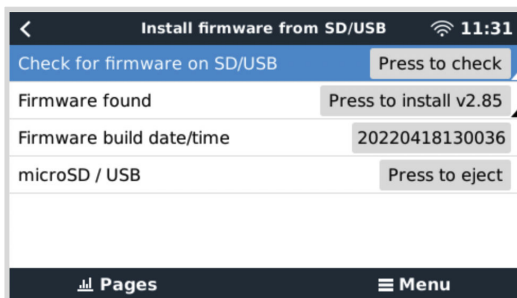 Install firmware from SD/USB 11:31
Check for firmware on SD/USB Press to check
Firmware found Press to install v2.85
Firmware build date/time 20220418130036
microSD / USB Press to eject
Pages Menu